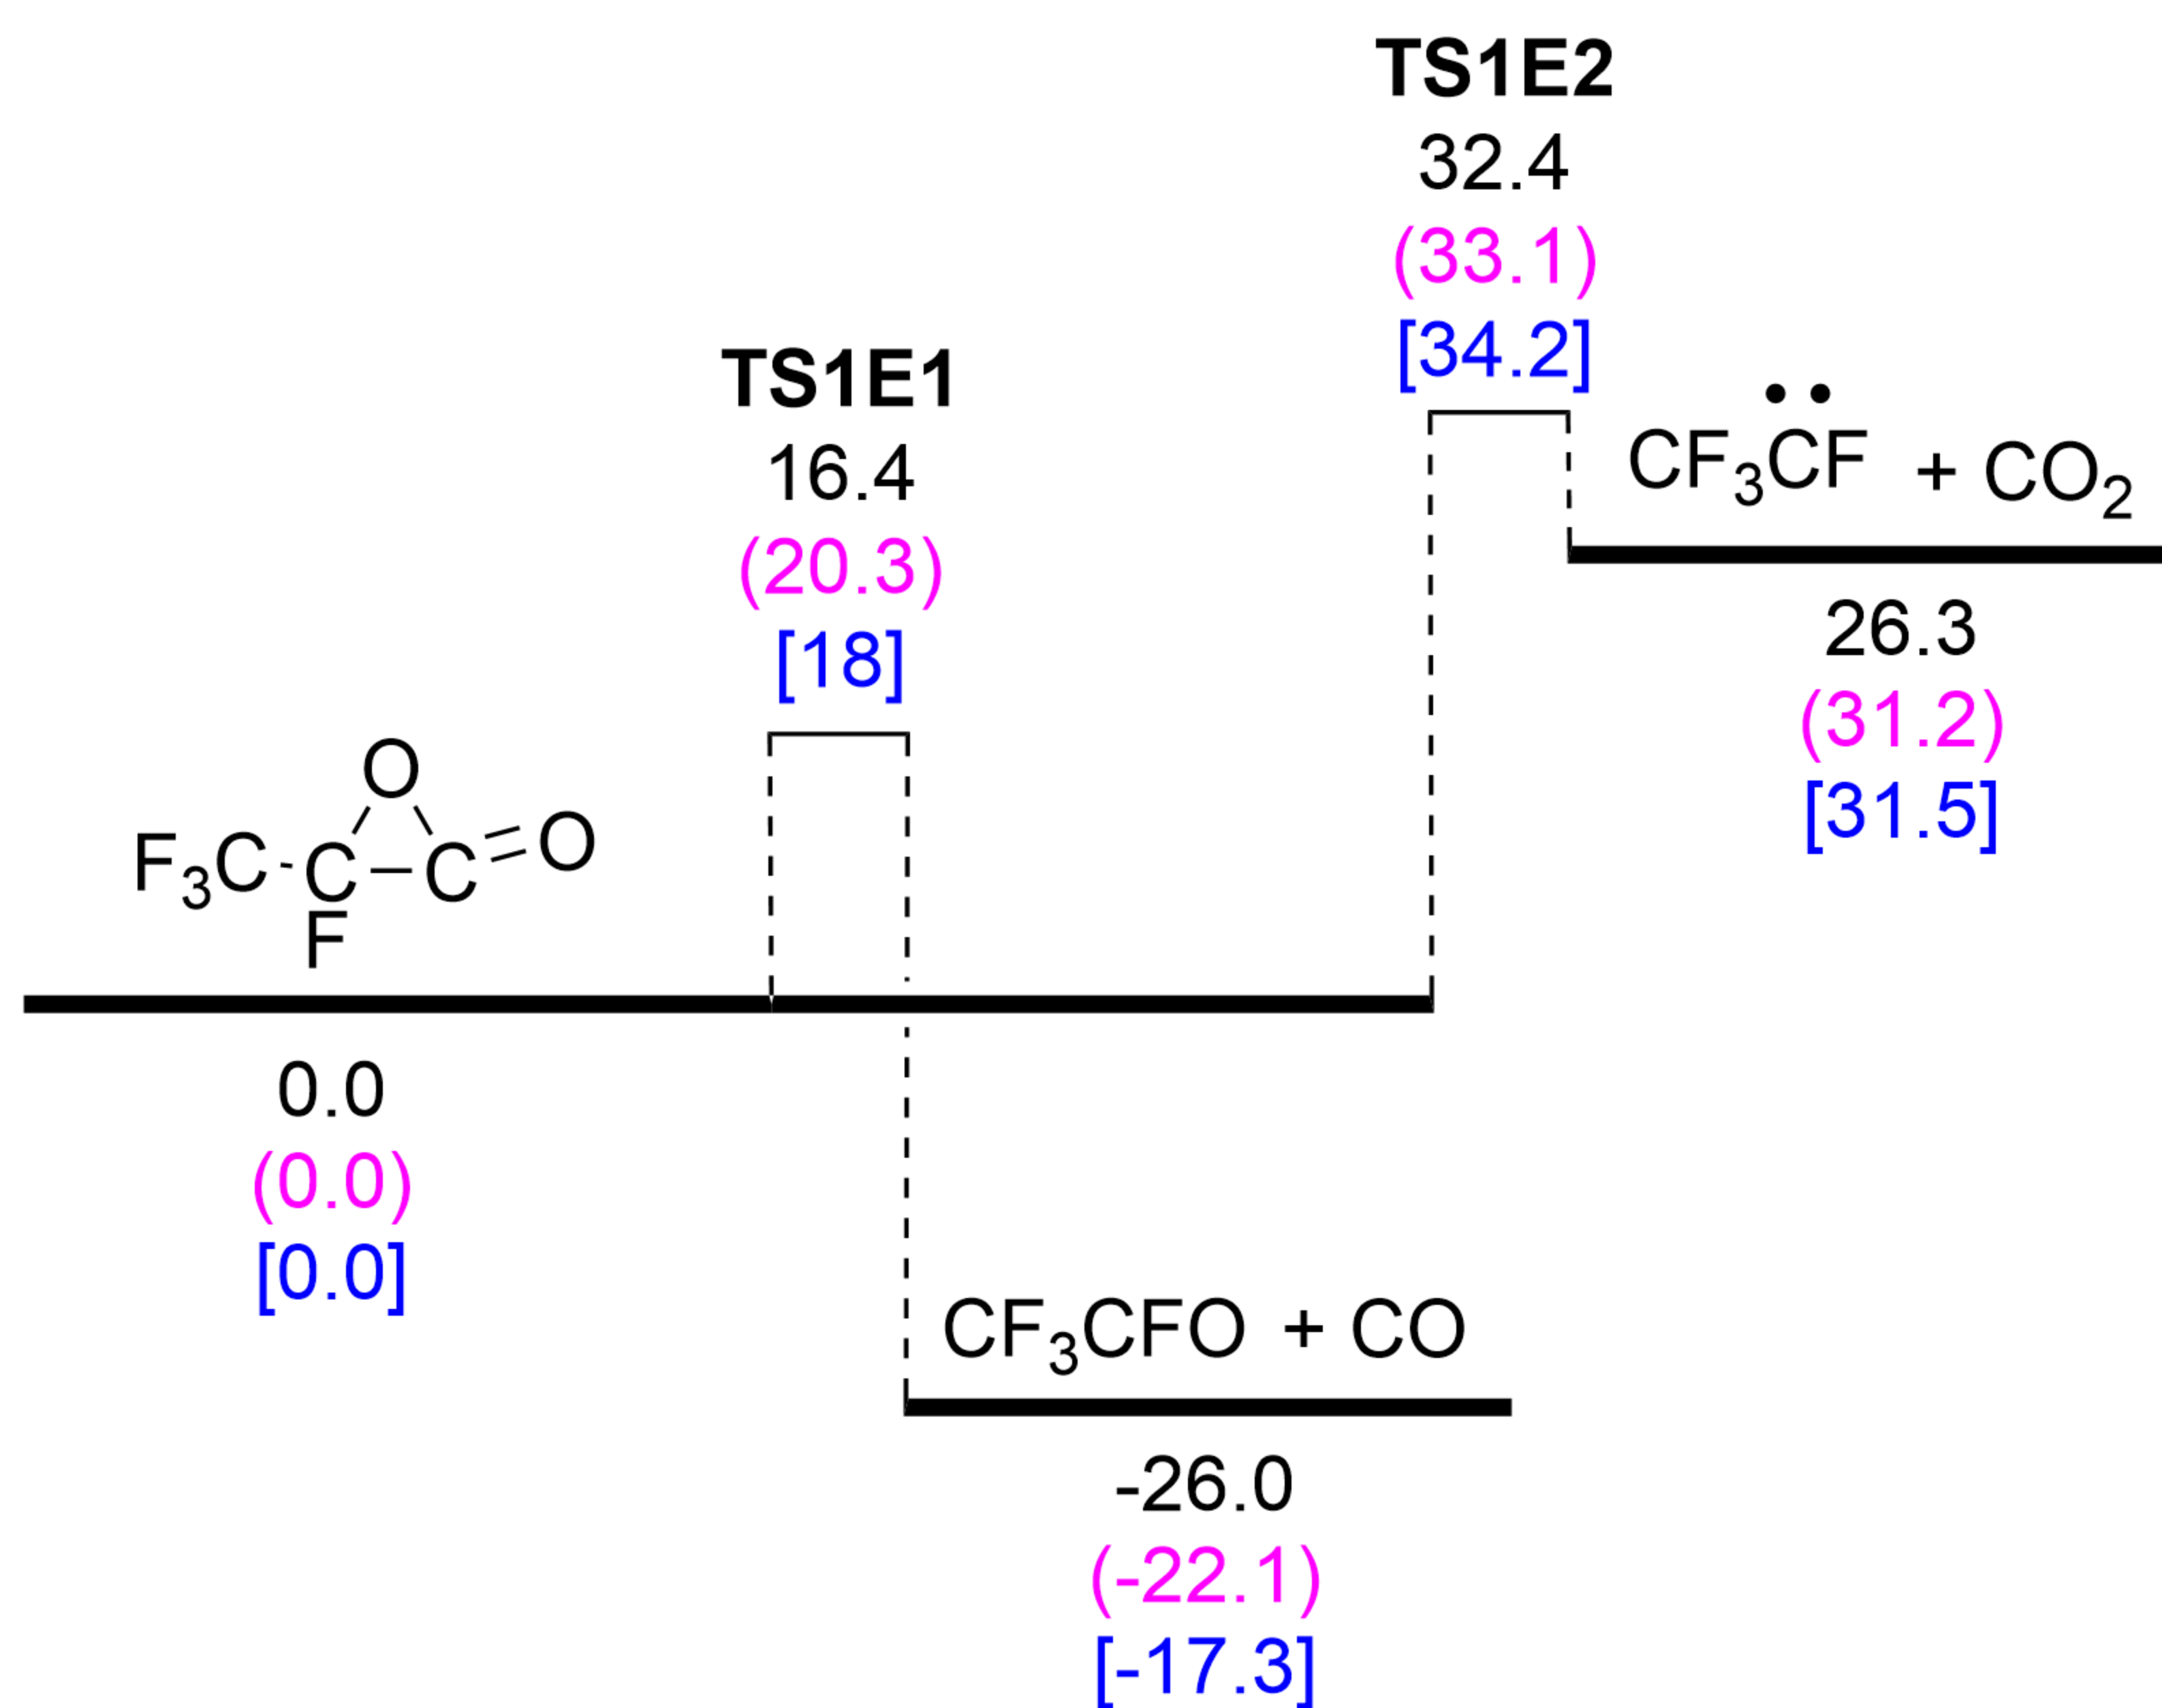 TS1E2
32.4
(33.1)
[34.2]
TS1E1
16.4
(20.3)
[18]
CF₃CF + CO₂
26.3
(31.2)
[31.5]
O
F₃C-C—C=O
F
0.0
(0.0)
[0.0]
CF₃CFO + CO
-26.0
(-22.1)
[-17.3]